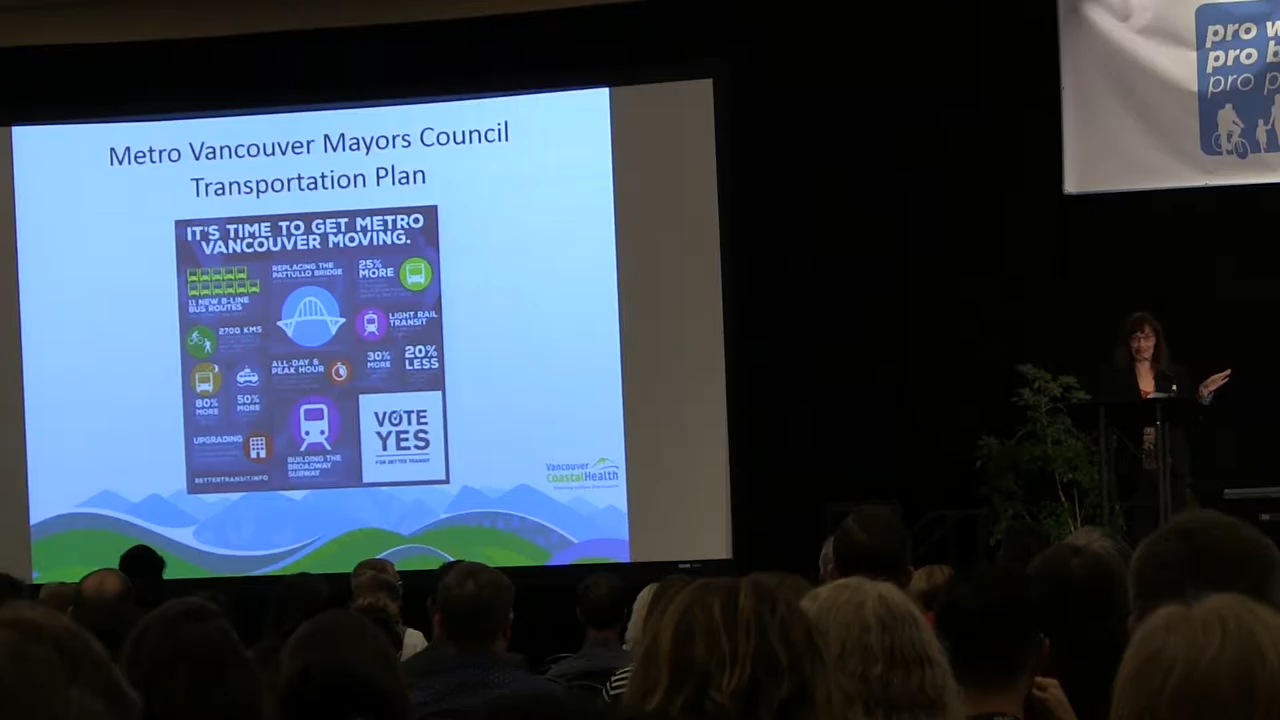 Metro Vancouver Mayors Council
Transportation Plan
IT'S TIME TO GET METRO
VANCOUVER MOVING.
11 NEW B-LINE
BUS ROUTES
REPLACING THE
PATTULLO BRIDGE
25%
MORE
LIGHT RAIL
TRANSIT
2700 KMS
ALL-DAY &
PEAK HOUR
30%
MORE
20%
LESS
80%
MORE
50%
MORE
UPGRADING
BUILDING THE
BROADWAY
SUBWAY
VOTE
YES
FOR BETTER TRANSIT
BETTERTRANSIT.INFO
Vancouver
CoastalHealth
pro w
pro b
pro p